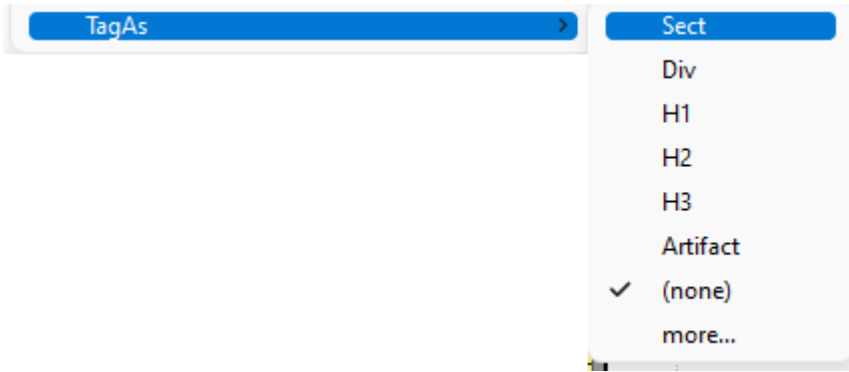 TagAs
Sect
Div
H1
H2
H3
Artifact
(none)
more...